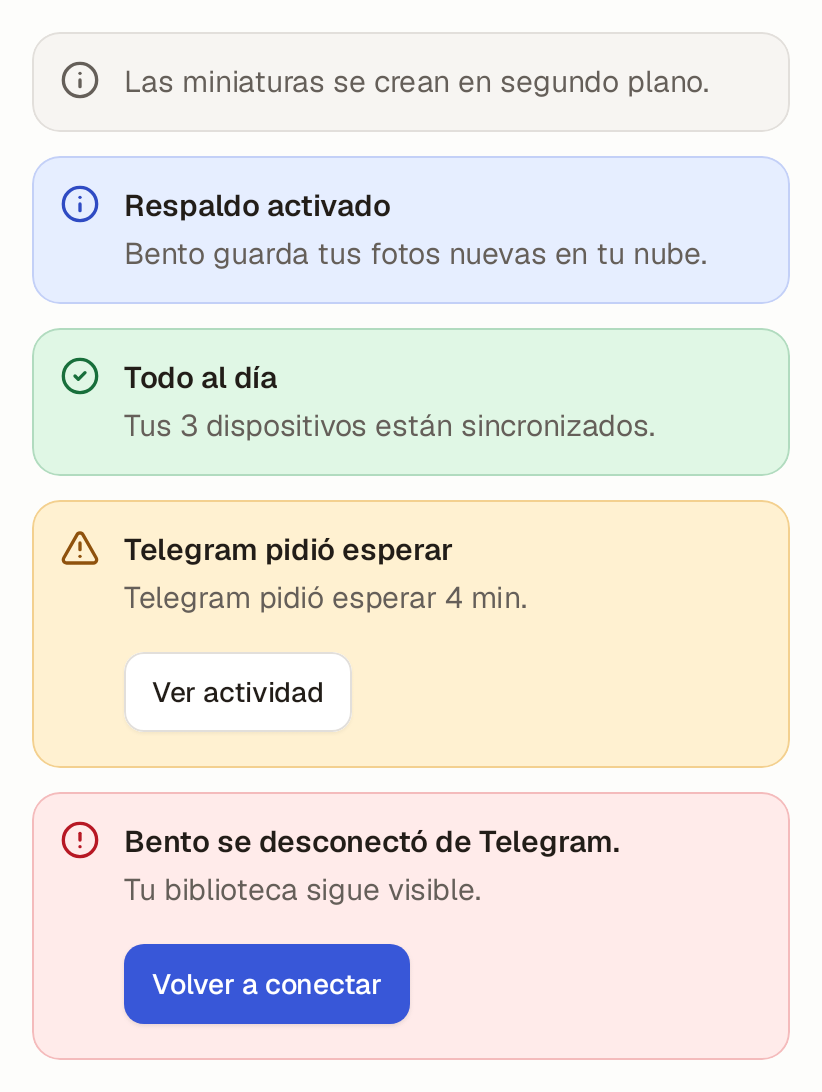 Las miniaturas se crean en segundo plano.
Respaldo activado
Bento guarda tus fotos nuevas en tu nube.
Todo al día
Tus 3 dispositivos están sincronizados.
Telegram pidió esperar
Telegram pidió esperar 4 min.
Ver actividad
Bento se desconectó de Telegram.
Tu biblioteca sigue visible.
Volver a conectar